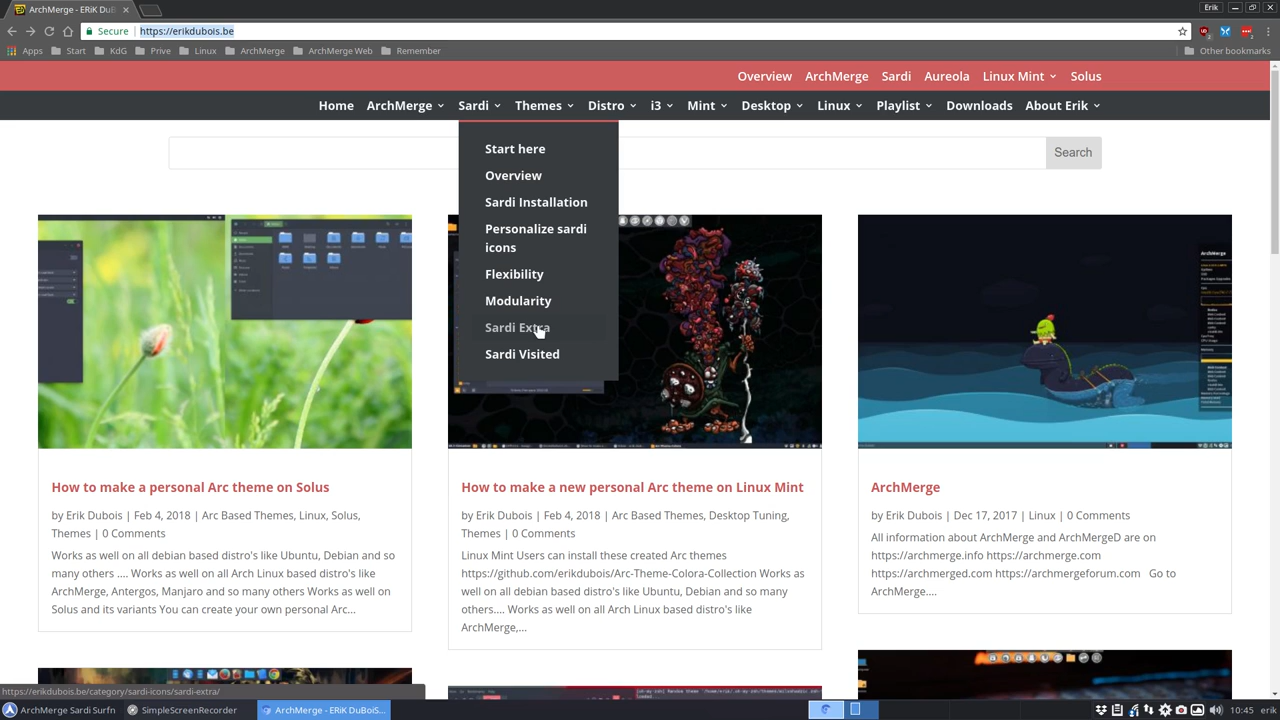 ArchMerge - ERiK DuB
Erik
Secure
https://erikdubois.be
Apps Start KdG Prive Linux ArchMerge ArchMerge Web Remember Other bookmarks
Overview ArchMerge Sardi Aureola Linux Mint Solus
Home ArchMerge Sardi Themes Distro i3 Mint Desktop Linux Playlist Downloads About Erik
Start here
Overview
Sardi Installation
Personalize sardi
icons
Flexibility
Modularity
Sardi Extra
Sardi Visited
Search
ArchMerge
How to make a personal Arc theme on Solus
by Erik Dubois | Feb 4, 2018 | Arc Based Themes, Linux, Solus,
Themes | 0 Comments
Works as well on all debian based distro's like Ubuntu, Debian and so
many others .... Works as well on all Arch Linux based distro's like
ArchMerge, Antergos, Manjaro and so many others Works as well on
Solus and its variants You can create your own personal Arc...
How to make a new personal Arc theme on Linux Mint
by Erik Dubois | Feb 4, 2018 | Arc Based Themes, Desktop Tuning,
Themes | 0 Comments
Linux Mint Users can install these created Arc themes
https://github.com/erikdubois/Arc-Theme-Colora-Collection Works as
well on all debian based distro's like Ubuntu, Debian and so many
others.... Works as well on all Arch Linux based distro's like
ArchMerge,...
ArchMerge
by Erik Dubois | Dec 17, 2017 | Linux | 0 Comments
All information about ArchMerge and ArchMergeD are on
https://archmerge.info https://archmerge.com
https://archmerged.com https://archmergeforum.com Go to
ArchMerge....
https://erikdubois.be/category/sardi-icons/sardi-extra/
ArchMerge Sardi Surfn SimpleScreenRecorder ArchMerge - ERiK DuBoiS... 10:45 erik